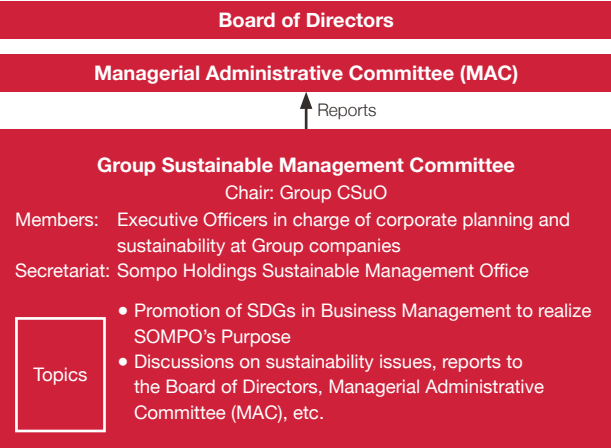 Board of Directors
Managerial Administrative Committee (MAC)
Reports
Group Sustainable Management Committee
Chair: Group CSuO
Members: Executive Officers in charge of corporate planning and
sustainability at Group companies
Secretariat: Sompo Holdings Sustainable Management Office
Topics
● Promotion of SDGs in Business Management to realize
SOMPO's Purpose
● Discussions on sustainability issues, reports to
the Board of Directors, Managerial Administrative
Committee (MAC), etc.